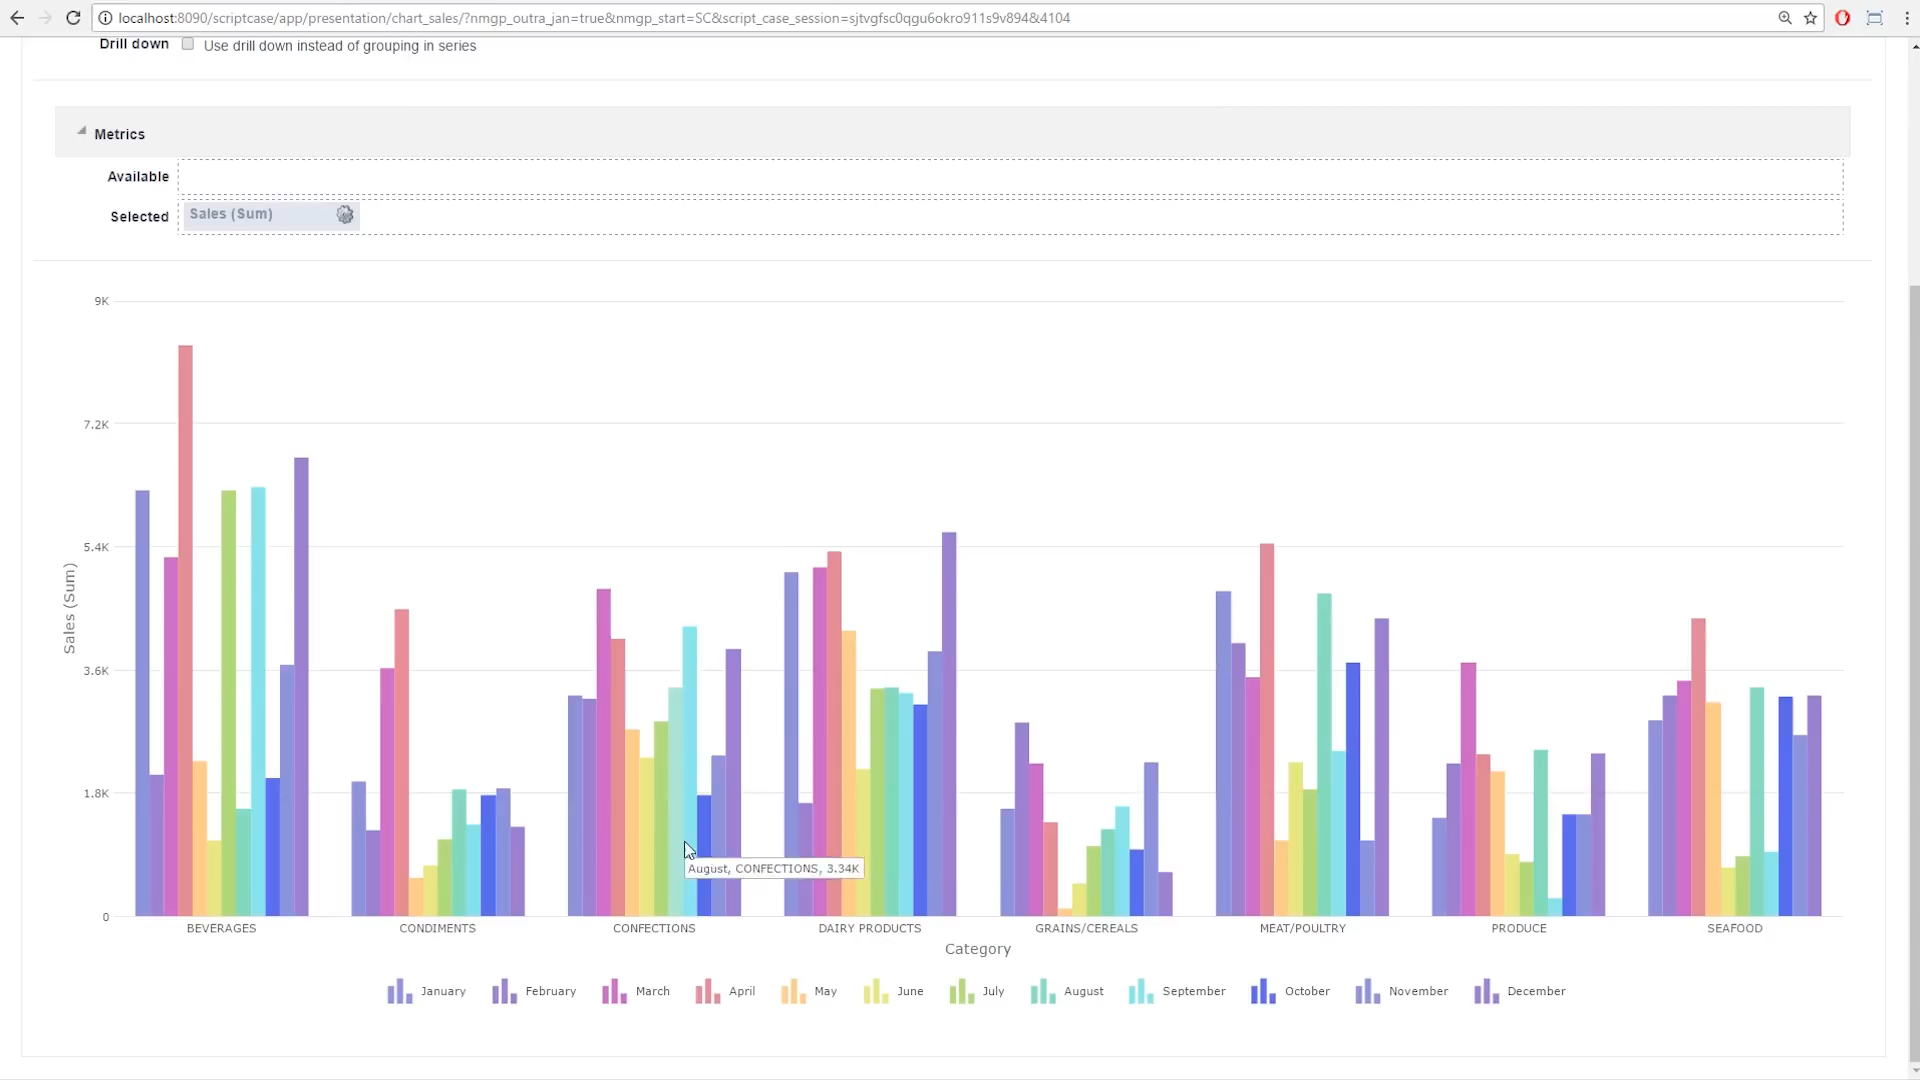 localhost:8090/scriptcase/app/presentation/chart_sales/?nmgp_outra_jan=true&nmgp_start=SC&script_case_session=sjtvgfsc0qgu6okro911s9v894&4104
Drill down Use drill down instead of grouping in series
Metrics
Available
Selected Sales (Sum)
9K
7.2K
5.4K
3.6K
1.8K
0
Sales (Sum)
August, CONFECTIONS, 3.34K
BEVERAGES CONDIMENTS CONFECTIONS DAIRY PRODUCTS GRAINS/CEREALS MEAT/POULTRY PRODUCE SEAFOOD
Category
January February March April May June July August September October November December